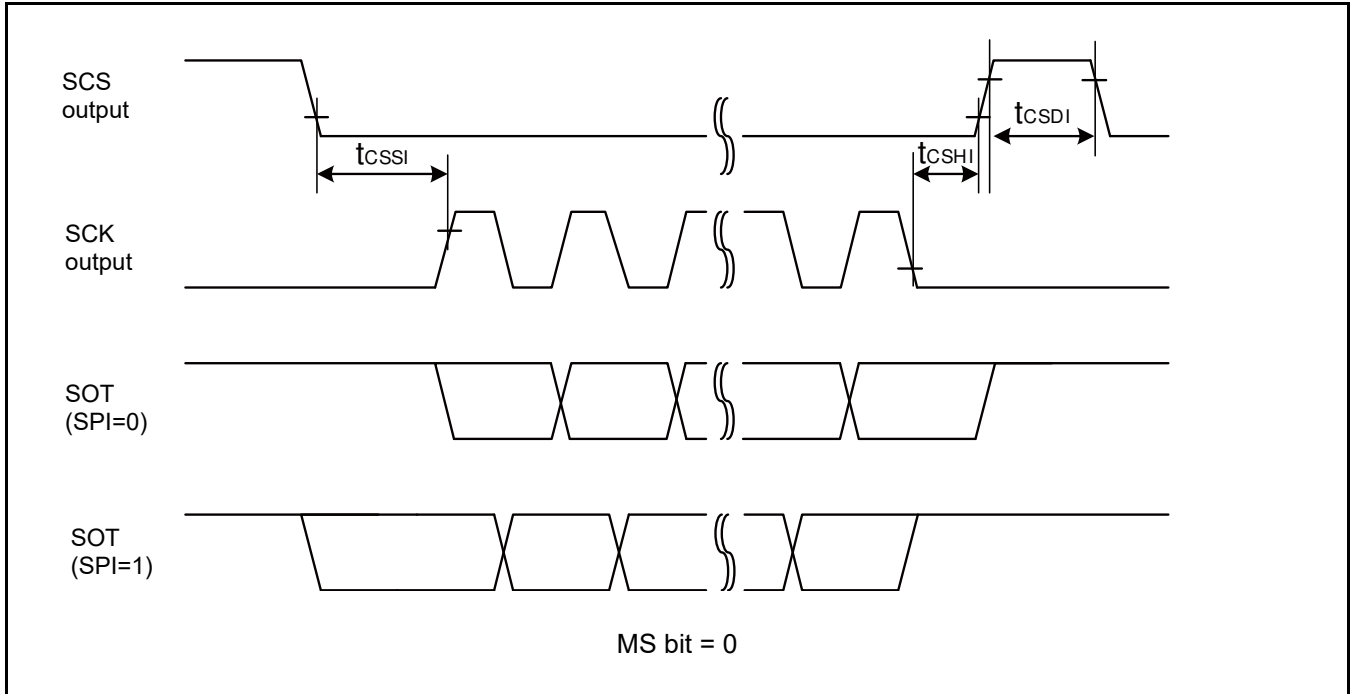 SCS
output
tCSDI
tCSSI
tCSHI
SCK
output
SOT
(SPI=0)
SOT
(SPI=1)
MS bit = 0